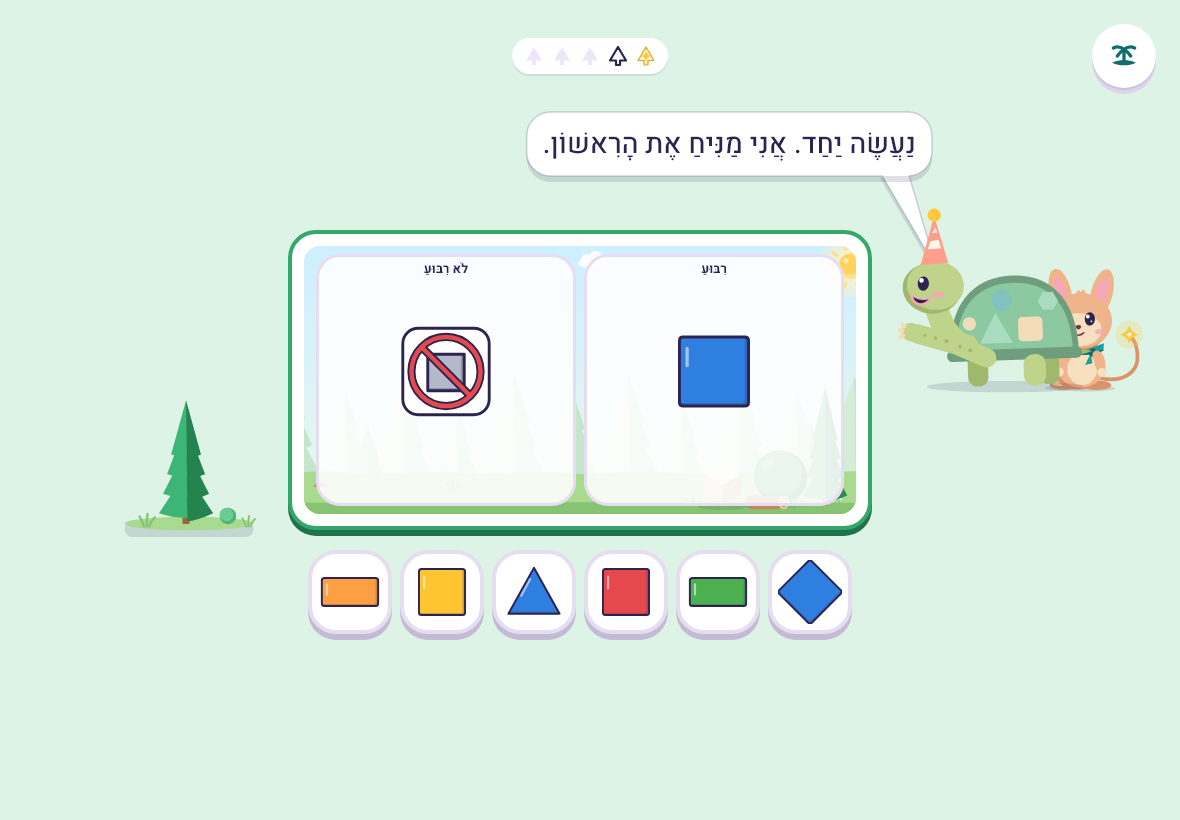 נַעֲשֶׂה יַחַד. אֲנִי מַנִּיחַ אֶת הָרִאשׁוֹן.
רִבּוּעַ
לֹא רִבּוּעַ